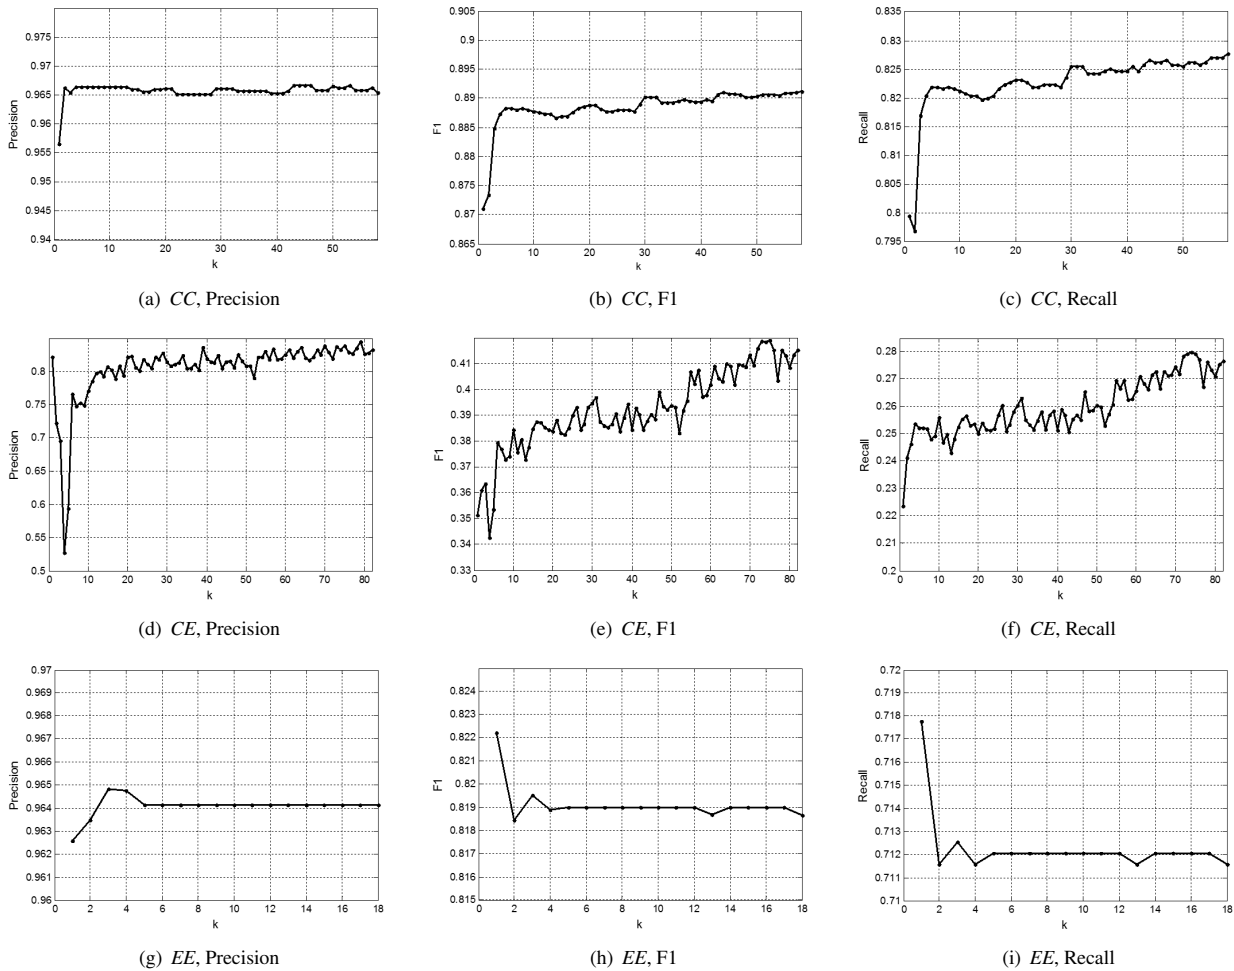 0.975
0.97
0.965
0.96
0.955
0.95
0.945
0.94
Precision
0 10 20 30 40 50
k
(a) CC, Precision
0.905
0.9
0.895
0.89
0.885
0.88
0.875
0.87
0.865
F1
0 10 20 30 40 50
k
(b) CC, F1
0.835
0.83
0.825
0.82
0.815
0.81
0.805
0.8
0.795
Recall
0 10 20 30 40 50
k
(c) CC, Recall
0.8
0.75
0.7
0.65
0.6
0.55
0.5
Precision
0 10 20 30 40 50 60 70 80
k
(d) CE, Precision
0.41
0.4
0.39
0.38
0.37
0.36
0.35
0.34
0.33
F1
0 10 20 30 40 50 60 70 80
k
(e) CE, F1
0.28
0.27
0.26
0.25
0.24
0.23
0.22
0.21
0.2
Recall
0 10 20 30 40 50 60 70 80
k
(f) CE, Recall
0.97
0.969
0.968
0.967
0.966
0.965
0.964
0.963
0.962
0.961
0.96
Precision
0 2 4 6 8 10 12 14 16 18
k
(g) EE, Precision
0.824
0.823
0.822
0.821
0.82
0.819
0.818
0.817
0.816
0.815
F1
0 2 4 6 8 10 12 14 16 18
k
(h) EE, F1
0.72
0.719
0.718
0.717
0.716
0.715
0.714
0.713
0.712
0.711
0.71
Recall
0 2 4 6 8 10 12 14 16 18
k
(i) EE, Recall